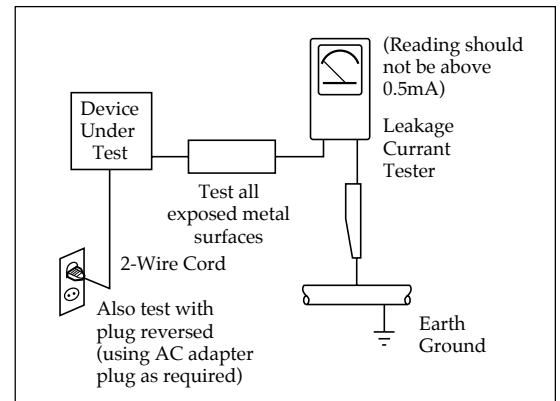 (Reading should
not be above
0.5mA)
Device
Under
Test
Leakage
Currant
Tester
Test all
exposed metal
surfaces
2-Wire Cord
Also test with
plug reversed
(using AC adapter
plug as required)
Earth
Ground